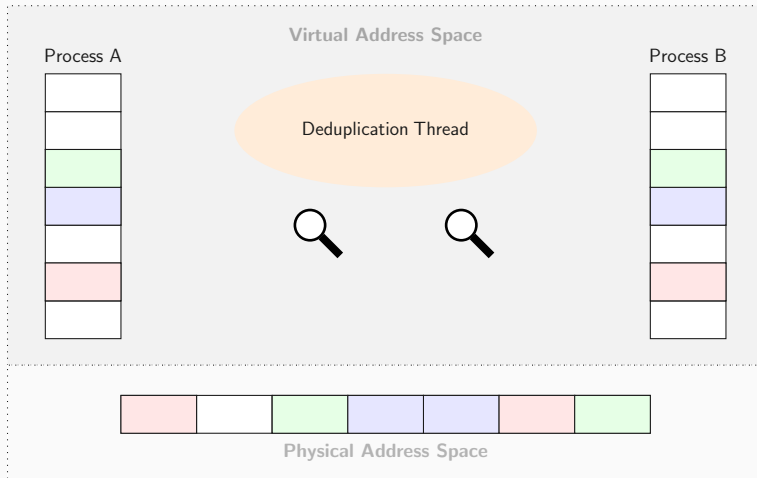 Virtual Address Space
Process A
Process B
Deduplication Thread
Physical Address Space